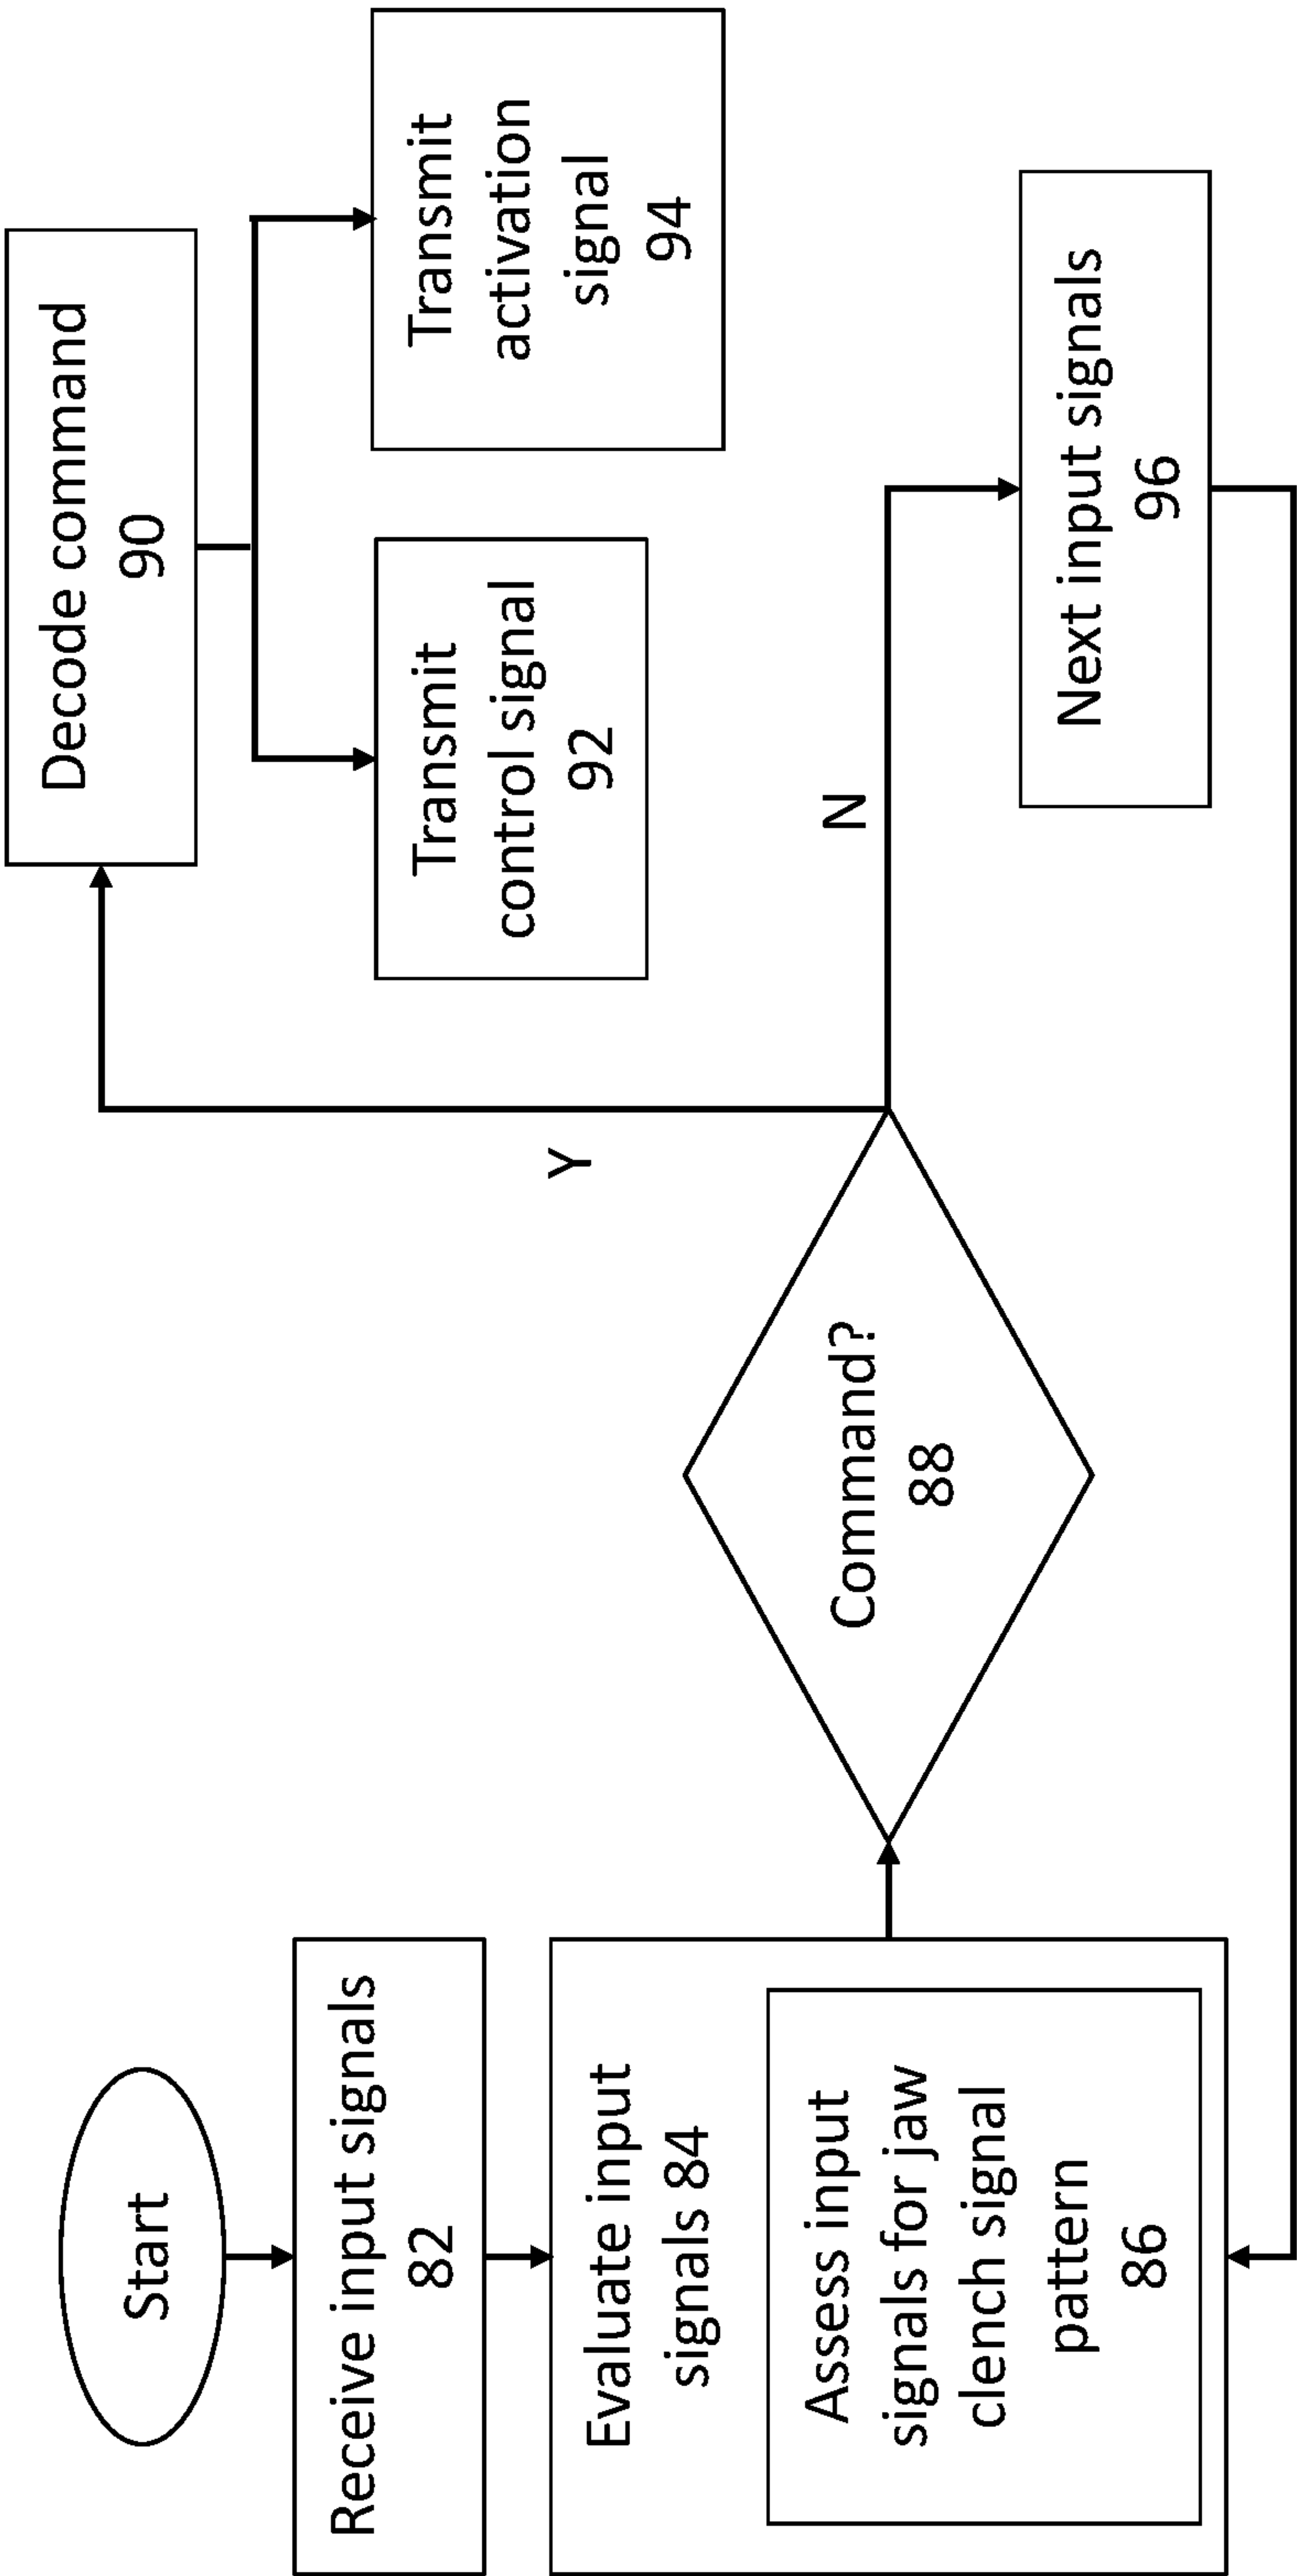 Start
Receive input signals
82
Evaluate input
signals 84
Assess input
signals for jaw
clench signal
pattern
86
Command?
88
Y
N
Decode command
90
Transmit
control signal
92
Transmit
activation
signal
94
Next input signals
96